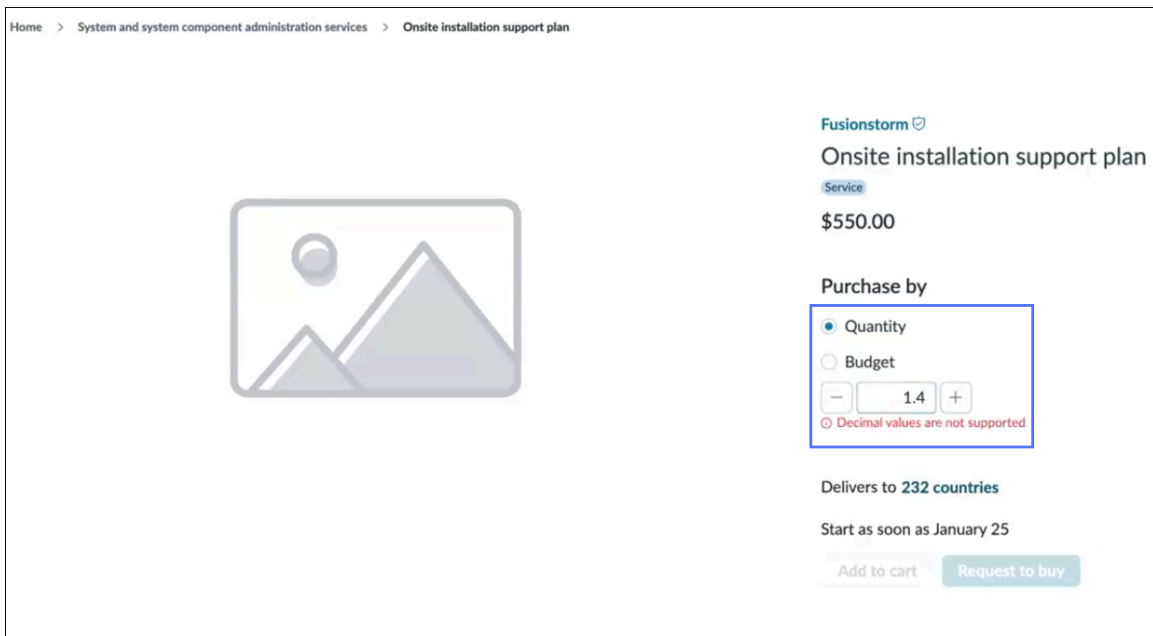 Home > System and system component administration services > Onsite installation support plan
Fusionstorm
Onsite installation support plan
Service
$550.00
Purchase by
Quantity
Budget
− 1.4 +
Decimal values are not supported
Delivers to 232 countries
Start as soon as January 25
Add to cart Request to buy